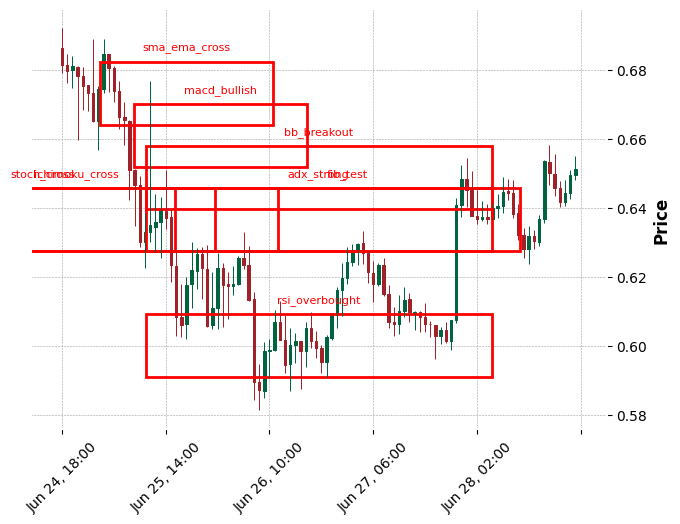 sma_ema_cross
0.68
macd_bullish
0.66
bb_breakout
ichimoku_cross
adx_strong
0.64
Price
0.62
rsi_overbought
0.60
0.58
Jun 24, 18:00
Jun 25, 14:00
Jun 26, 10:00
Jun 27, 06:00
Jun 28, 02:00